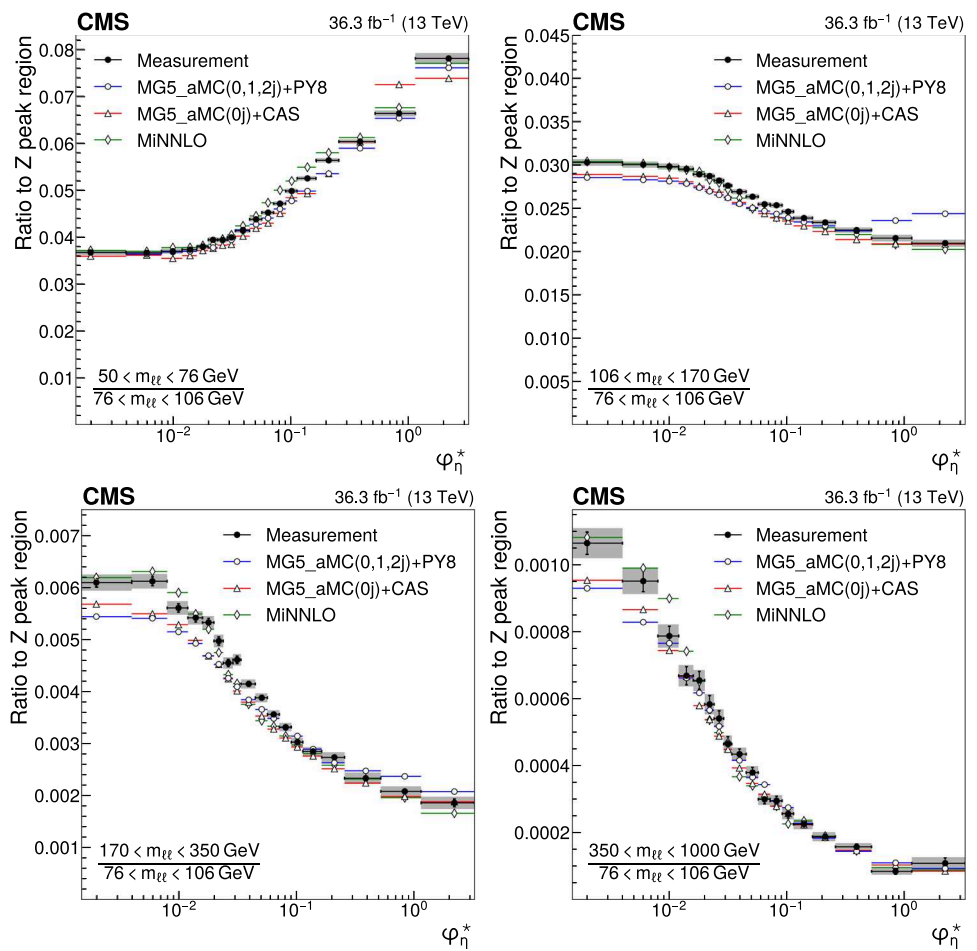 CMS 36.3 fb⁻¹ (13 TeV)
Ratio to Z peak region
0.08
0.07
0.06
0.05
0.04
0.03
0.02
0.01
Measurement
MG5_aMC(0,1,2j)+PY8
MG5_aMC(0j)+CAS
MiNNLO
50 < mℓℓ < 76 GeV
76 < mℓℓ < 106 GeV
10⁻² 10⁻¹ 10⁰
φ*η
CMS 36.3 fb⁻¹ (13 TeV)
Ratio to Z peak region
0.045
0.040
0.035
0.030
0.025
0.020
0.015
0.010
0.005
Measurement
MG5_aMC(0,1,2j)+PY8
MG5_aMC(0j)+CAS
MiNNLO
106 < mℓℓ < 170 GeV
76 < mℓℓ < 106 GeV
10⁻² 10⁻¹ 10⁰
φ*η
CMS 36.3 fb⁻¹ (13 TeV)
Ratio to Z peak region
0.007
0.006
0.005
0.004
0.003
0.002
0.001
Measurement
MG5_aMC(0,1,2j)+PY8
MG5_aMC(0j)+CAS
MiNNLO
170 < mℓℓ < 350 GeV
76 < mℓℓ < 106 GeV
10⁻² 10⁻¹ 10⁰
φ*η
CMS 36.3 fb⁻¹ (13 TeV)
Ratio to Z peak region
0.0010
0.0008
0.0006
0.0004
0.0002
Measurement
MG5_aMC(0,1,2j)+PY8
MG5_aMC(0j)+CAS
MiNNLO
350 < mℓℓ < 1000 GeV
76 < mℓℓ < 106 GeV
10⁻² 10⁻¹ 10⁰
φ*η